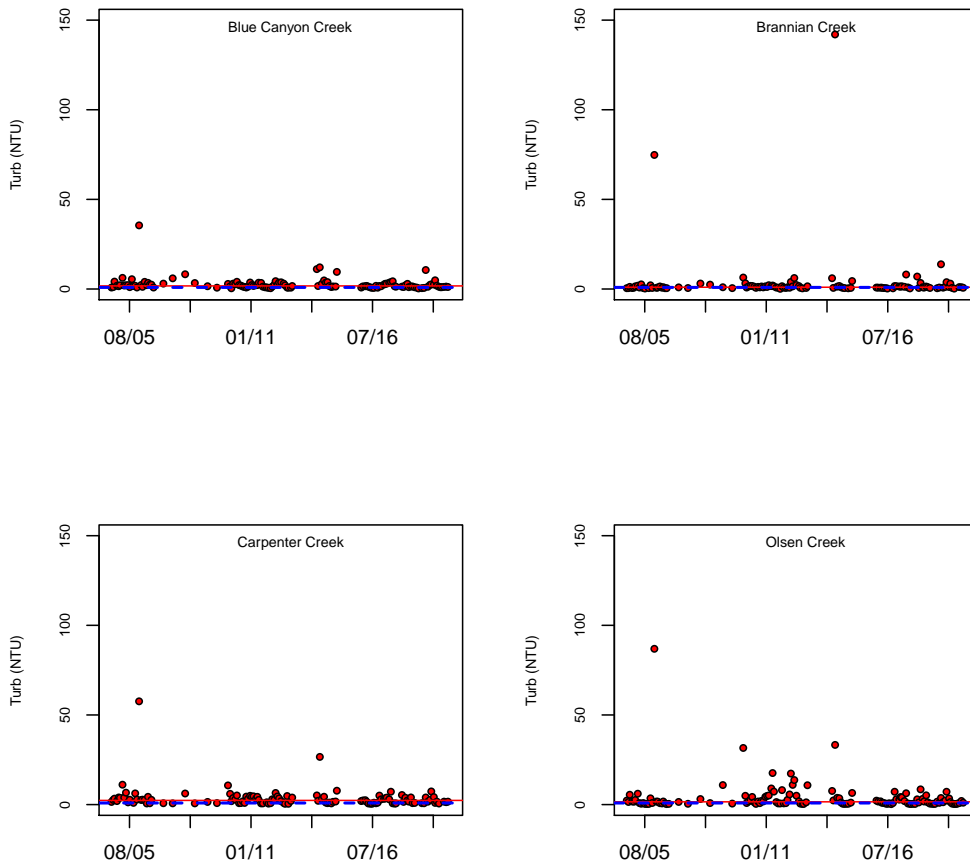 Blue Canyon Creek
Turb (NTU)
150
100
50
0
08/05 01/11 07/16
Brannian Creek
Turb (NTU)
150
100
50
0
08/05 01/11 07/16
Carpenter Creek
Turb (NTU)
150
100
50
0
08/05 01/11 07/16
Olsen Creek
Turb (NTU)
150
100
50
0
08/05 01/11 07/16